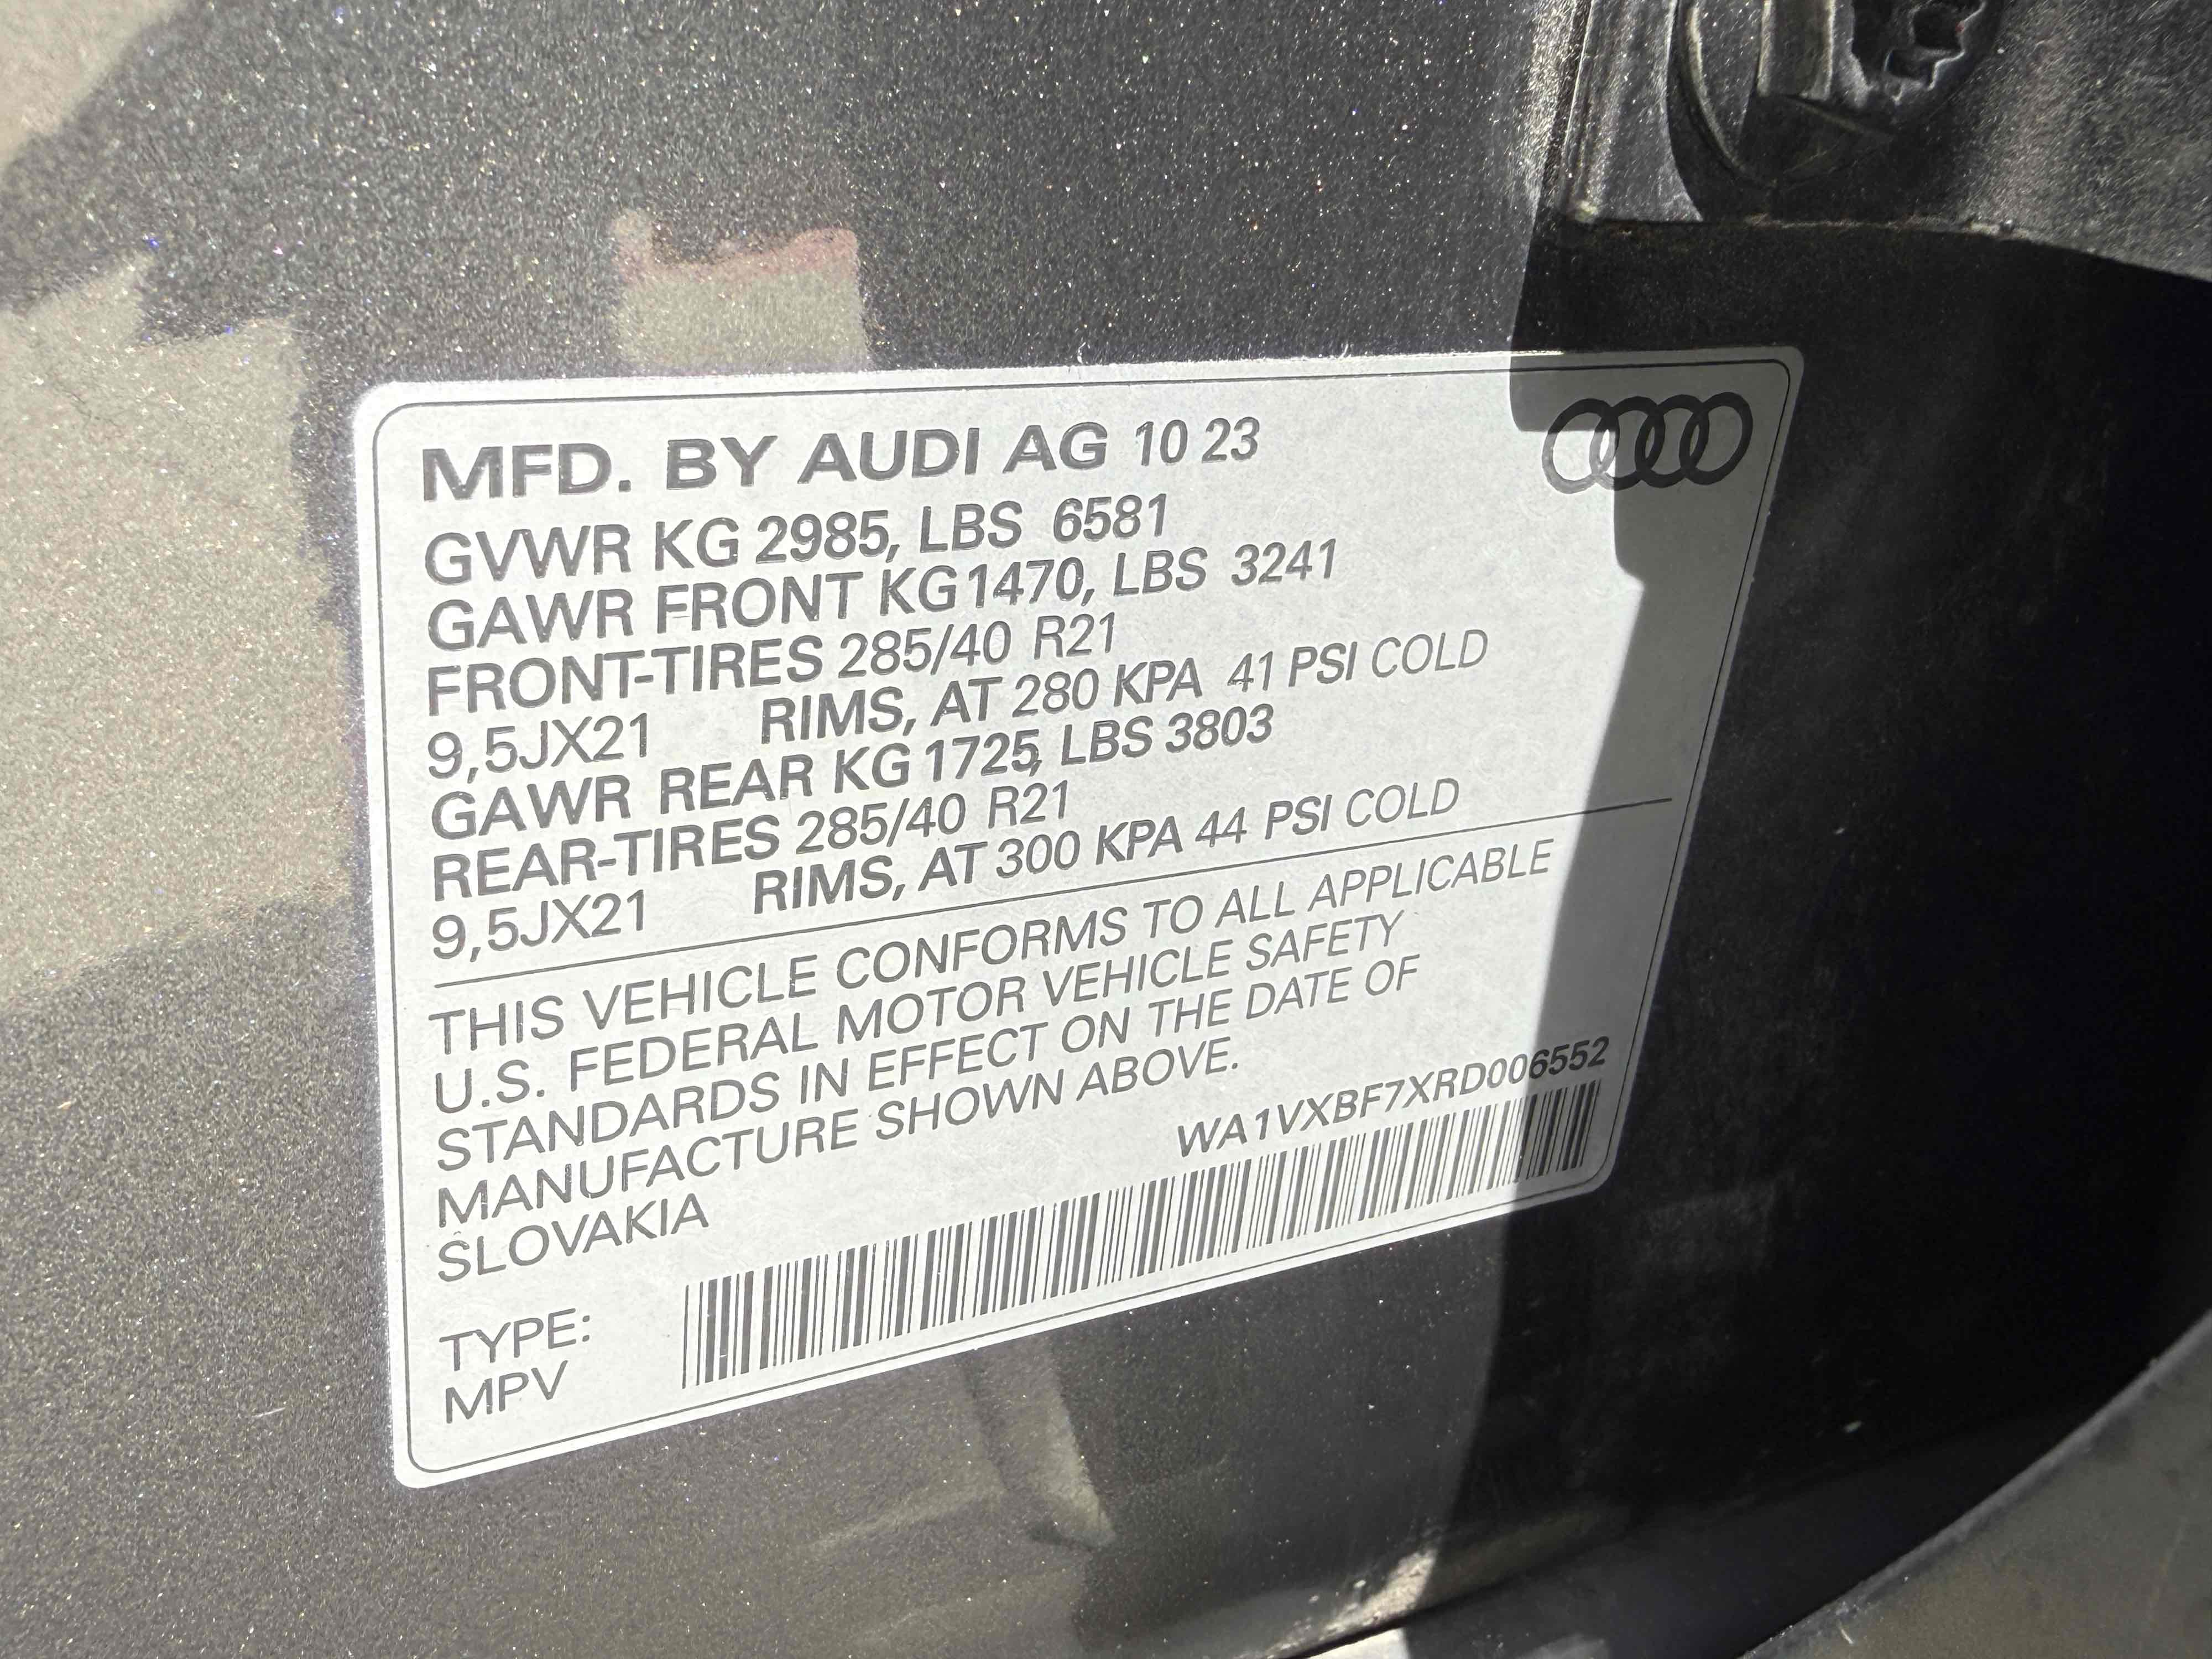 MFD. BY AUDI AG 10 23
GVWR KG 2985, LBS 6581
GAWR FRONT KG 1470, LBS 3241
FRONT-TIRES 285/40 R21
9,5JX21 RIMS, AT 280 KPA 41 PSI COLD
GAWR REAR KG 1725, LBS 3803
REAR-TIRES 285/40 R21
9,5JX21 RIMS, AT 300 KPA 44 PSI COLD
THIS VEHICLE CONFORMS TO ALL APPLICABLE
U.S. FEDERAL MOTOR VEHICLE SAFETY
STANDARDS IN EFFECT ON THE DATE OF
MANUFACTURE SHOWN ABOVE.
SLOVAKIA
WA1VXBF7XRD006552
TYPE:
MPV